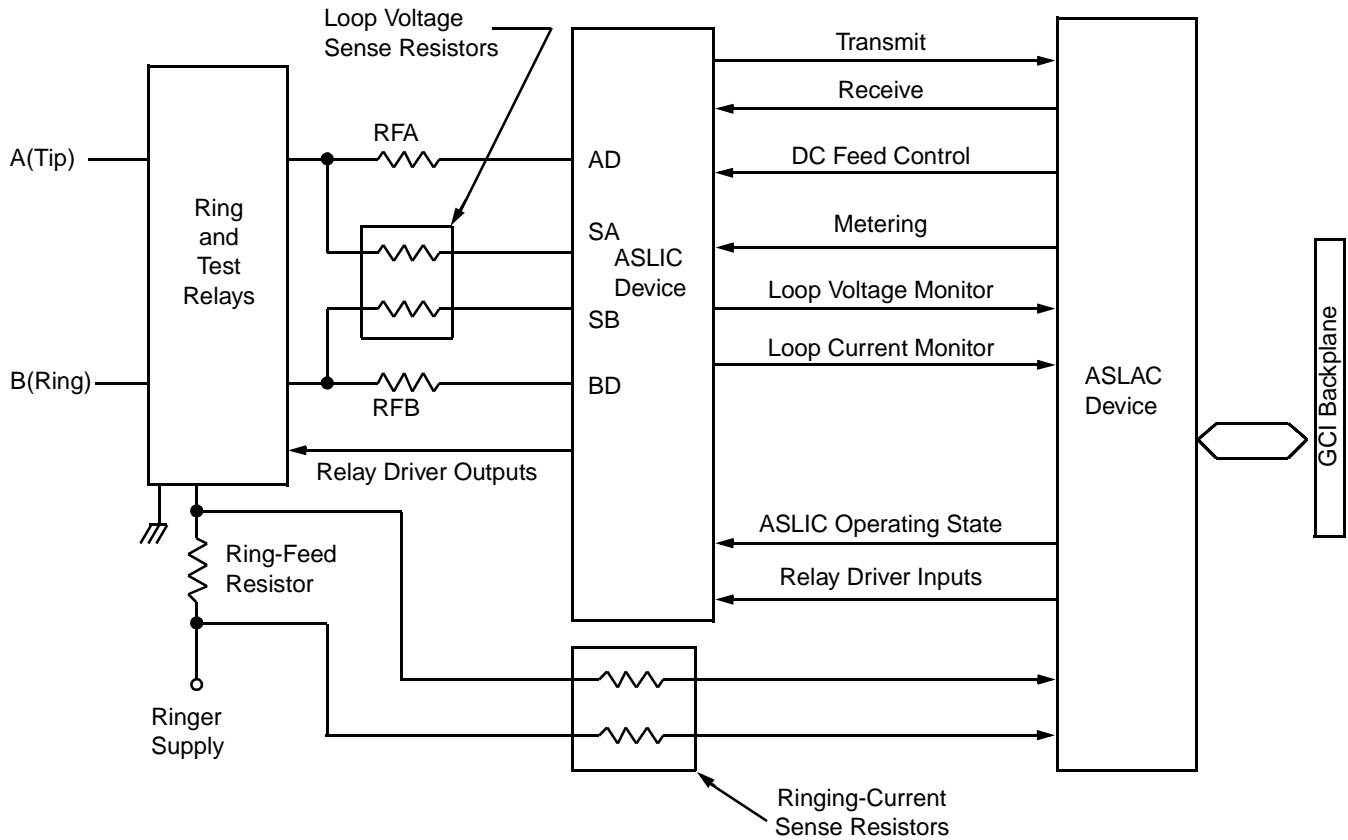 Loop Voltage
Sense Resistors
Transmit
Receive
RFA
A(Tip)
AD
DC Feed Control
Ring
and
Test
Relays
SA
ASLIC
Device
Metering
Loop Voltage Monitor
SB
Loop Current Monitor
B(Ring)
RFB
BD
ASLAC
Device
GCI Backplane
Relay Driver Outputs
ASLIC Operating State
Ring-Feed
Resistor
Relay Driver Inputs
Ringer
Supply
Ringing-Current
Sense Resistors